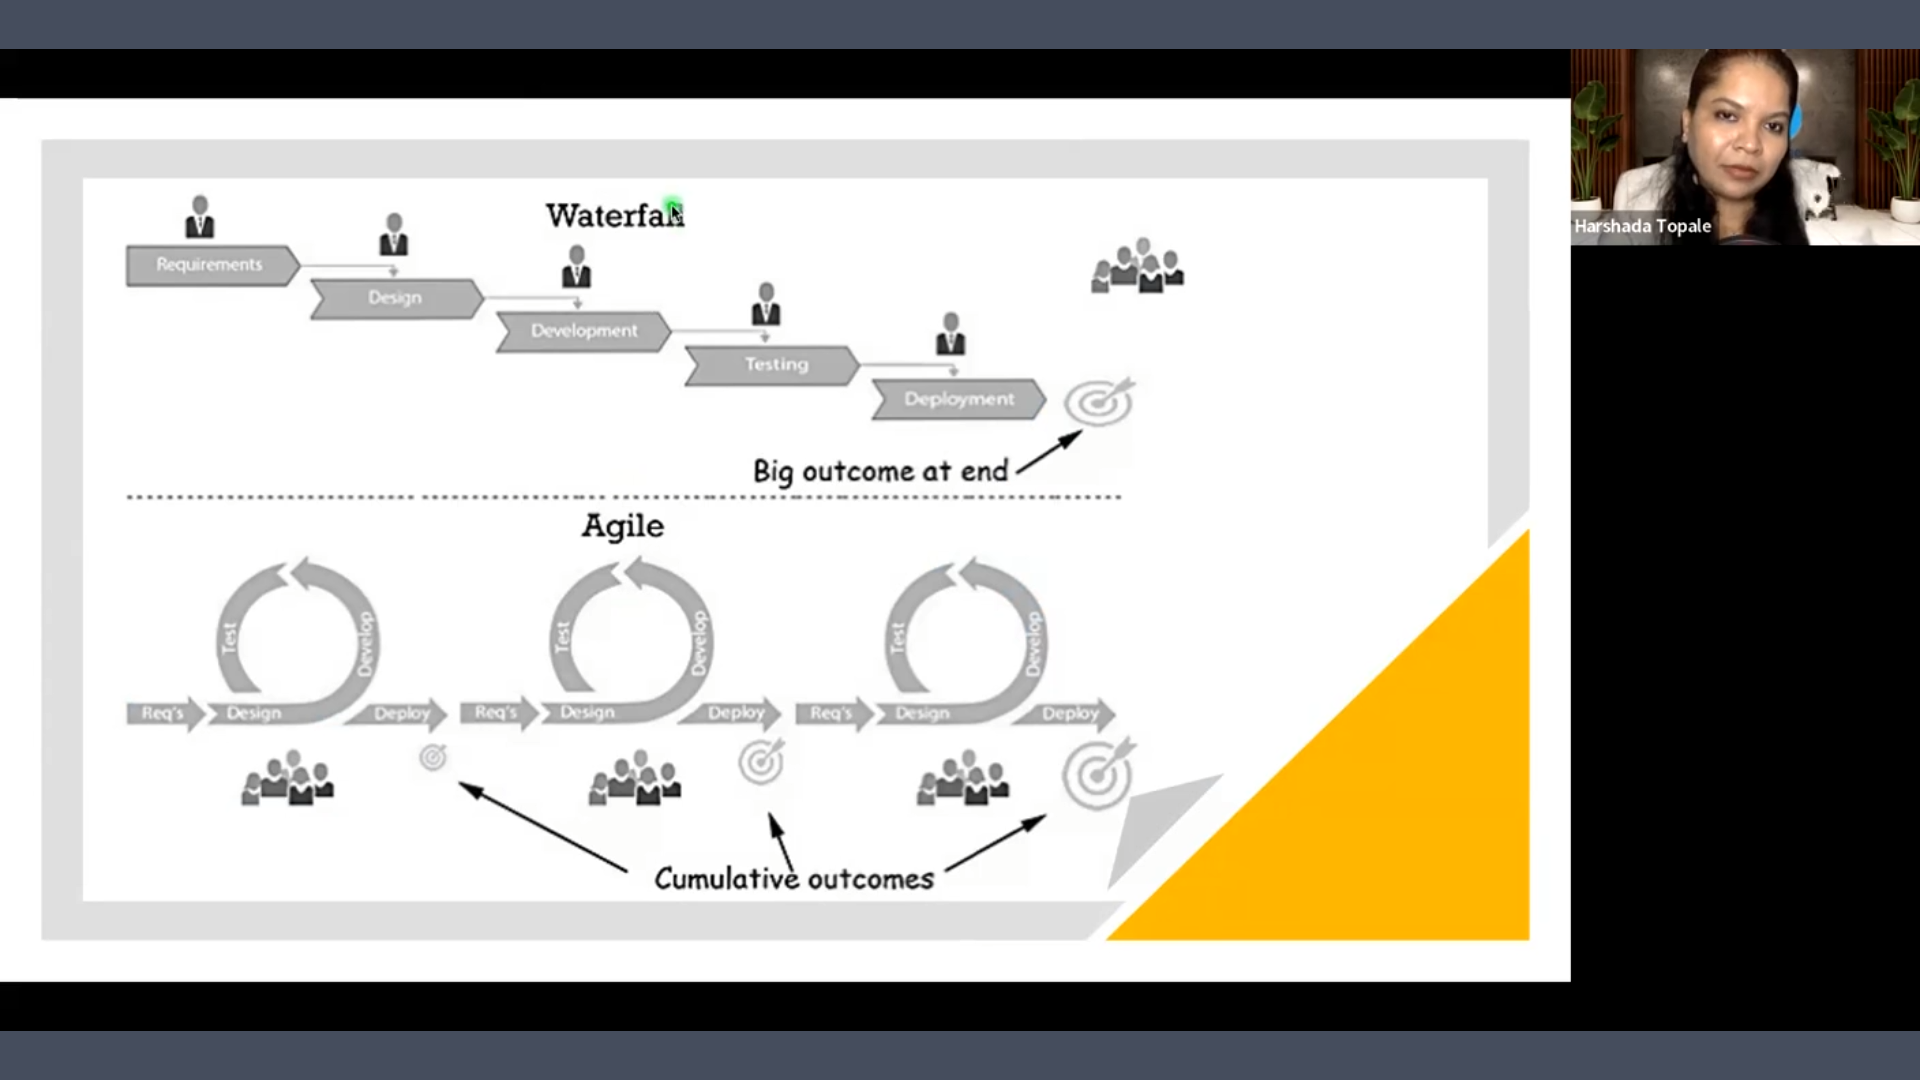 Waterfall
Requirements
Design
Development
Testing
Deployment
Big outcome at end
Agile
Test
Develop
Req's
Design
Deploy
Test
Develop
Req's
Design
Deploy
Test
Develop
Req's
Design
Deploy
Cumulative outcomes
Harshada Topale